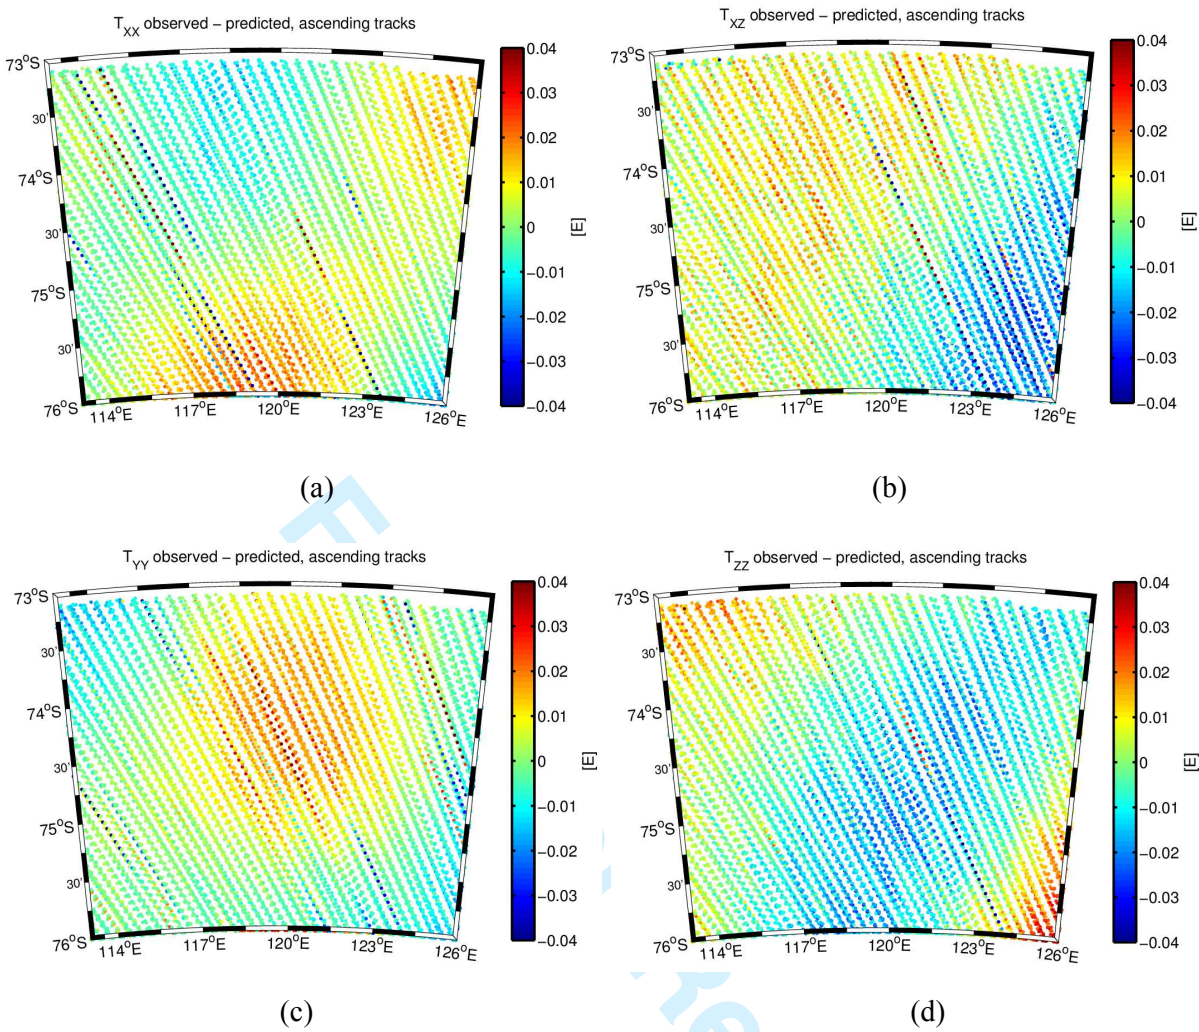 T_XX observed – predicted, ascending tracks
73°S
30'
74°S
30'
75°S
30'
76°S
114°E
117°E
120°E
123°E
126°E
0.04
0.03
0.02
0.01
0
−0.01
−0.02
−0.03
−0.04
[E]
(a)
T_XZ observed – predicted, ascending tracks
73°S
30'
74°S
30'
75°S
30'
76°S
114°E
117°E
120°E
123°E
126°E
0.04
0.03
0.02
0.01
0
−0.01
−0.02
−0.03
−0.04
[E]
(b)
T_YY observed – predicted, ascending tracks
73°S
30'
74°S
30'
75°S
30'
76°S
114°E
117°E
120°E
123°E
126°E
0.04
0.03
0.02
0.01
0
−0.01
−0.02
−0.03
−0.04
[E]
(c)
T_ZZ observed – predicted, ascending tracks
73°S
30'
74°S
30'
75°S
30'
76°S
114°E
117°E
120°E
123°E
126°E
0.04
0.03
0.02
0.01
0
−0.01
−0.02
−0.03
−0.04
[E]
(d)